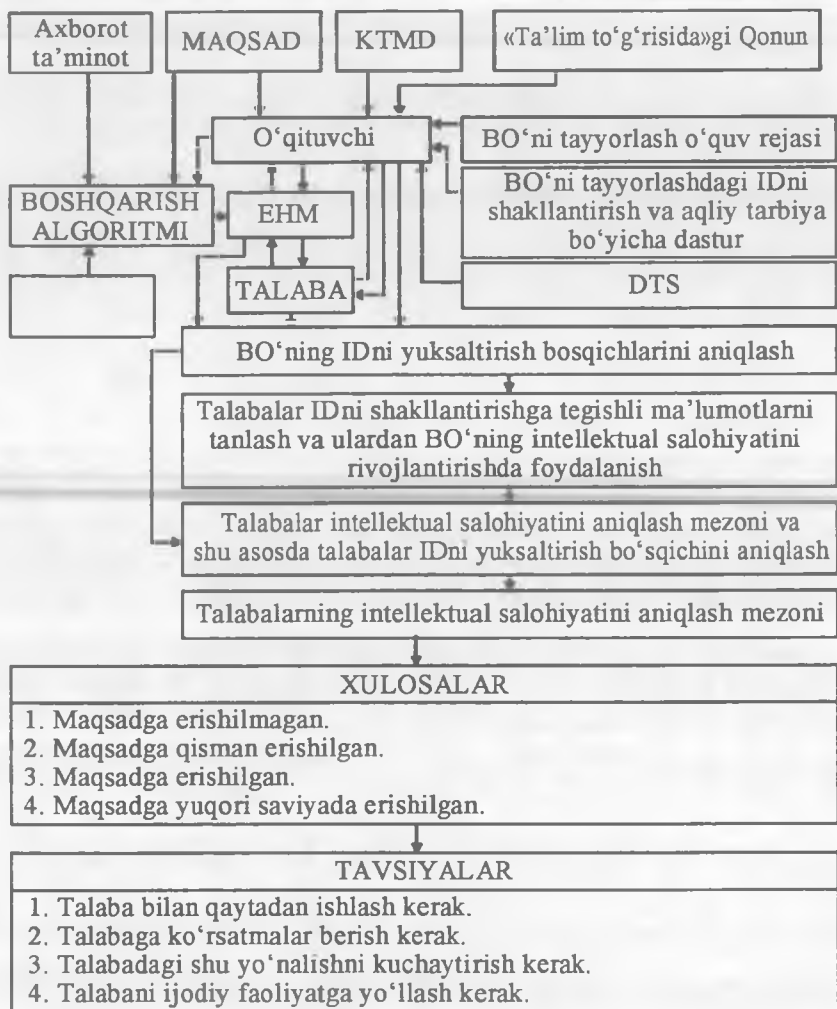 Axborot
ta’minot
MAQSAD
KTMD
«Ta’lim to‘g‘risida»gi Qonun
O‘qituvchi
BO‘ni tayyorlash o‘quv rejasi
BO‘ni tayyorlashdagi IDni
shakllantirish va aqliy tarbiya
bo‘yicha dastur
BOSHQARISH
ALGORITMI
EHM
TALABA
DTS
BO‘ning IDni yuksaltirish bosqichlarini aniqlash
Talabalar IDni shakllantirishga tegishli ma’lumotlarni
tanlash va ulardan BO‘ning intellektual salohiyatini
rivojlantirishda foydalanish
Talabalar intellektual salohiyatini aniqlash mezoni va
shu asosda talabalar IDni yuksaltirish bo‘sqichini aniqlash
Talabalarning intellektual salohiyatini aniqlash mezoni
XULOSALAR
1. Maqsadga erishilmagan.
2. Maqsadga qisman erishilgan.
3. Maqsadga erishilgan.
4. Maqsadga yuqori saviyada erishilgan.
TAVSIYALAR
1. Talaba bilan qaytadan ishlash kerak.
2. Talabaga ko‘rsatmalar berish kerak.
3. Talabadagi shu yo‘nalishni kuchaytirish kerak.
4. Talabani ijodiy faoliyatga yo‘llash kerak.